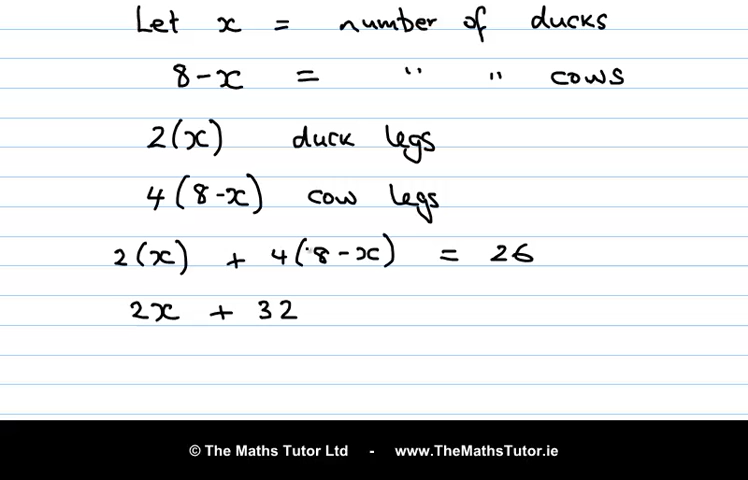 Let x = number of ducks
8-x = " " cows
2(x) duck legs
4(8-x) cow legs
2(x) + 4(8-x) = 26
2x + 32
© The Maths Tutor Ltd - www.TheMathsTutor.ie